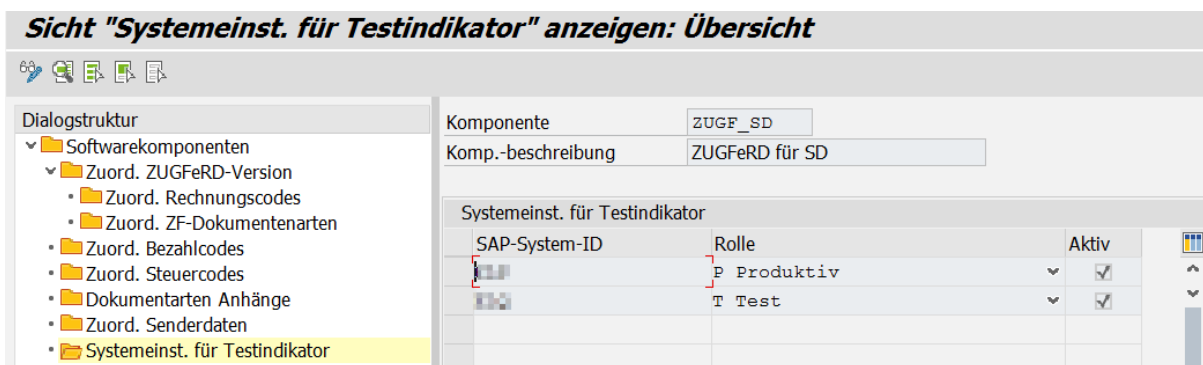 Sicht "Systemeinst. für Testindikator" anzeigen: Übersicht
Dialogstruktur
Softwarekomponenten
Zuord. ZUGFeRD-Version
Zuord. Rechnungscodes
Zuord. ZF-Dokumentenarten
Zuord. Bezahlcodes
Zuord. Steuercodes
Dokumentarten Anhänge
Zuord. Senderdaten
Systemeinst. für Testindikator
Komponente ZUGF_SD
Komp.-beschreibung ZUGFeRD für SD
Systemeinst. für Testindikator
SAP-System-ID Rolle Aktiv
P Produktiv
T Test